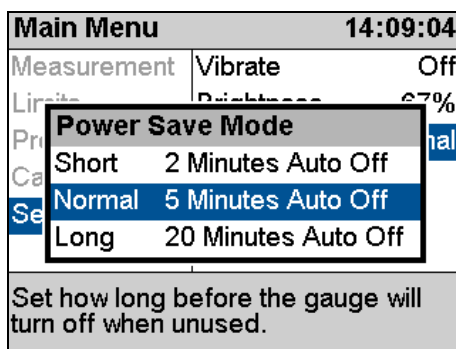 Main Menu 14:09:04
Measurement Vibrate Off
67%
Power Save Mode
Short 2 Minutes Auto Off
Normal 5 Minutes Auto Off
Long 20 Minutes Auto Off
Set how long before the gauge will
turn off when unused.